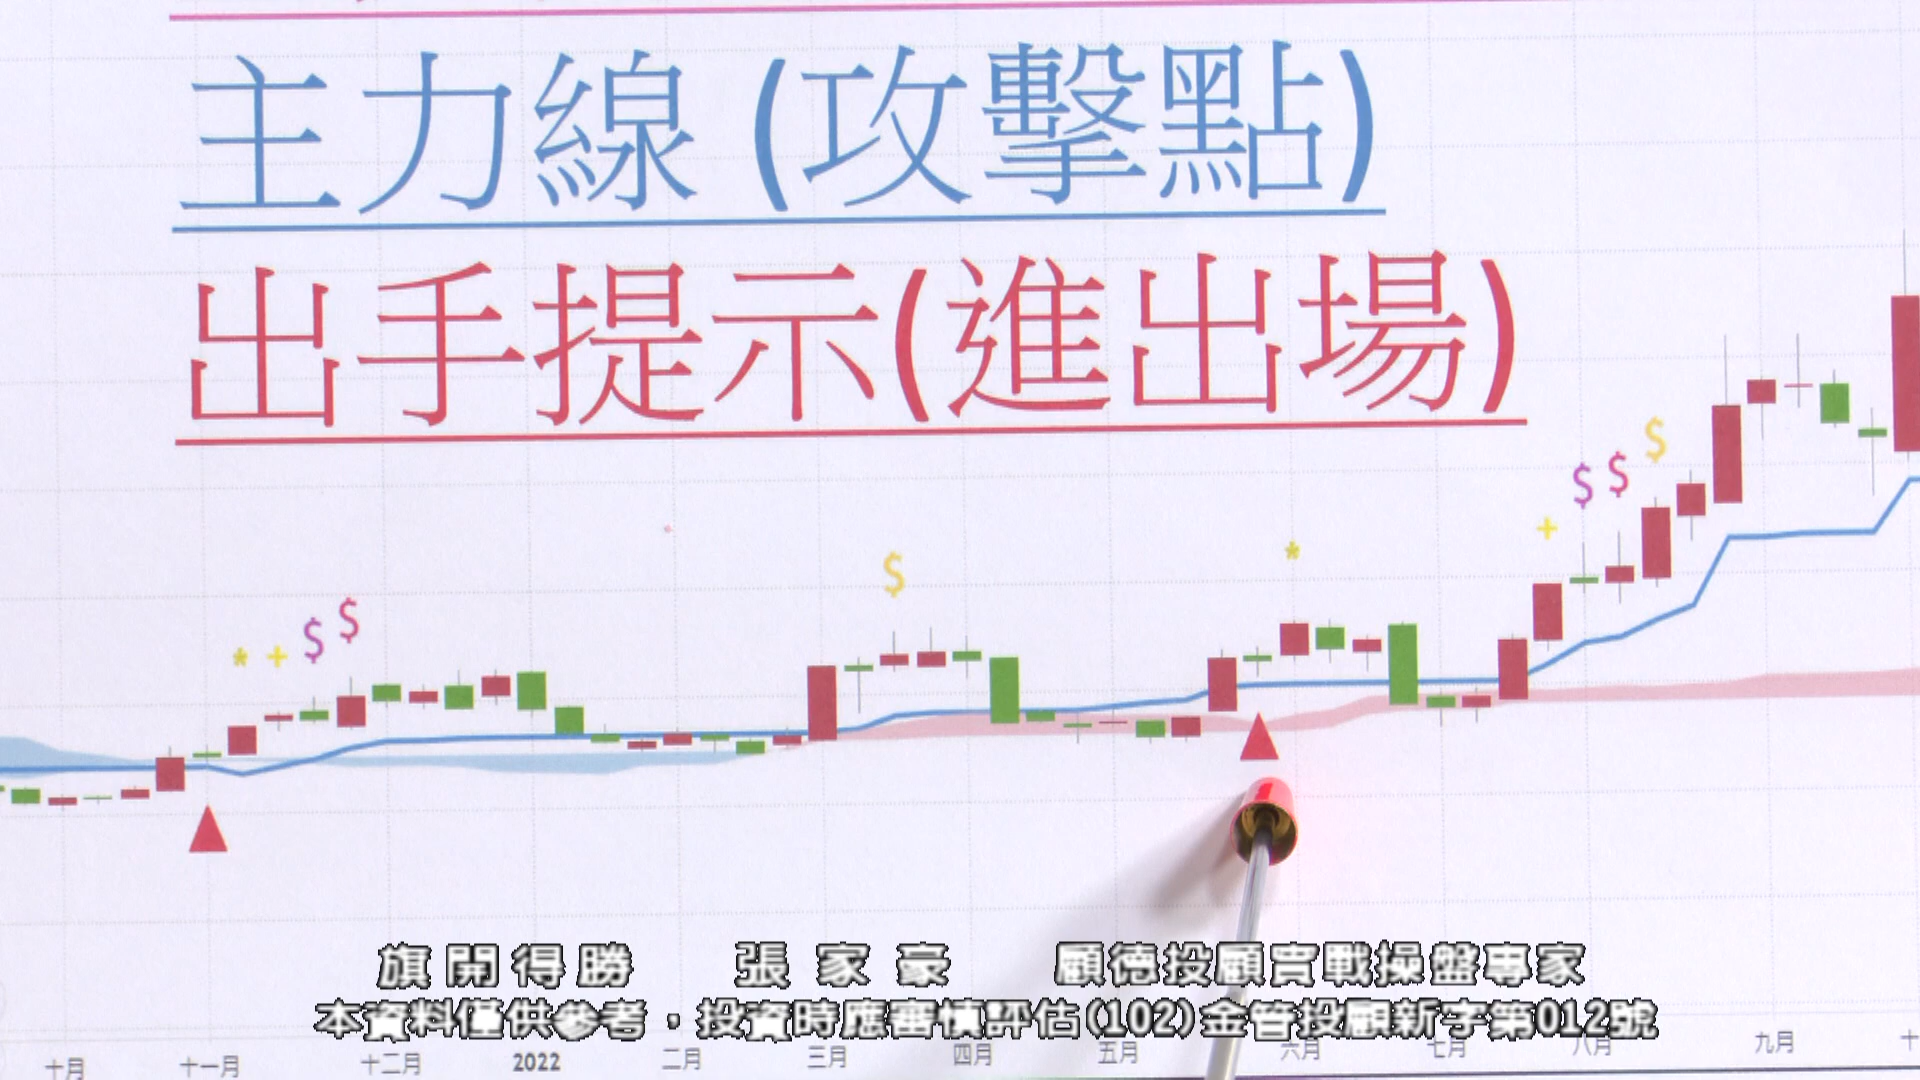 主力線 (攻擊點)
出手提示(進出場)
* + $ $
$
*
+ $ $ $
旗開得勝 張家豪 顧德投顧實戰操盤專家
本資料僅供參考，投資時應審慎評估(102)金管投顧新字第012號
十月 十一月 十二月 2022 二月 三月 四月 五月 六月 七月 八月 九月 十